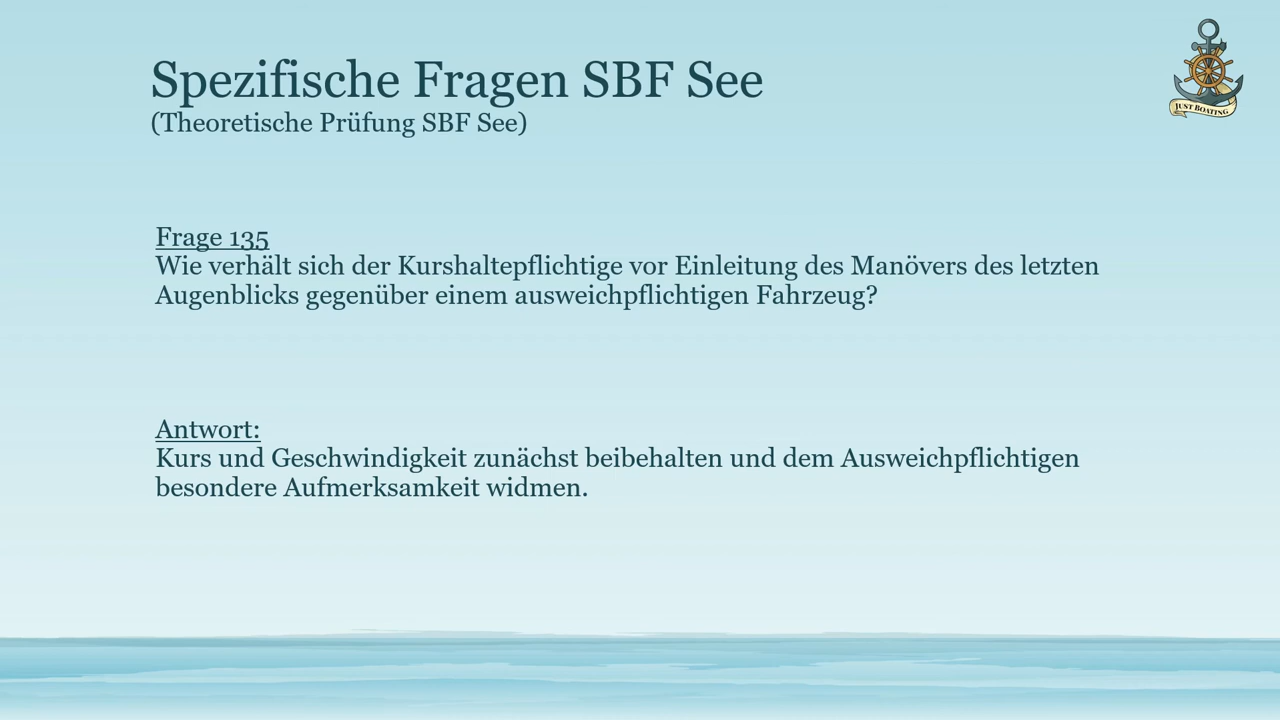 Spezifische Fragen SBF See
(Theoretische Prüfung SBF See)
JUST BOATING
Frage 135
Wie verhält sich der Kurshaltepflichtige vor Einleitung des Manövers des letzten
Augenblicks gegenüber einem ausweichpflichtigen Fahrzeug?
Antwort:
Kurs und Geschwindigkeit zunächst beibehalten und dem Ausweichpflichtigen
besondere Aufmerksamkeit widmen.